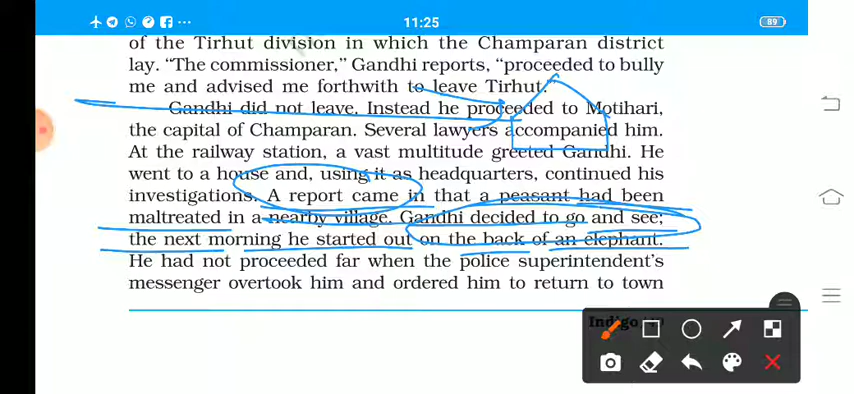 11:25
89
of the Tirhut division in which the Champaran district
lay. “The commissioner,” Gandhi reports, “proceeded to bully
me and advised me forthwith to leave Tirhut.”
Gandhi did not leave. Instead he proceeded to Motihari,
the capital of Champaran. Several lawyers accompanied him.
At the railway station, a vast multitude greeted Gandhi. He
went to a house and, using it as headquarters, continued his
investigations. A report came in that a peasant had been
maltreated in a nearby village. Gandhi decided to go and see;
the next morning he started out on the back of an elephant.
He had not proceeded far when the police superintendent’s
messenger overtook him and ordered him to return to town
Indigo